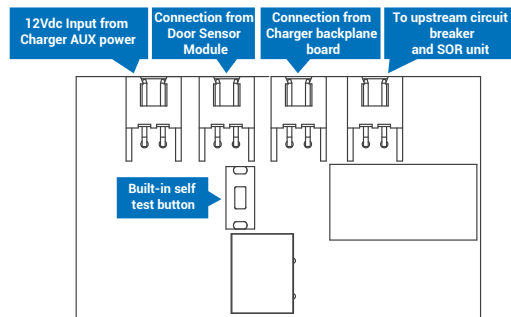 12Vdc Input from
Charger AUX power
Connection from
Door Sensor
Module
Connection from
Charger backplane
board
To upstream circuit
breaker
and SOR unit
Built-in self
test button